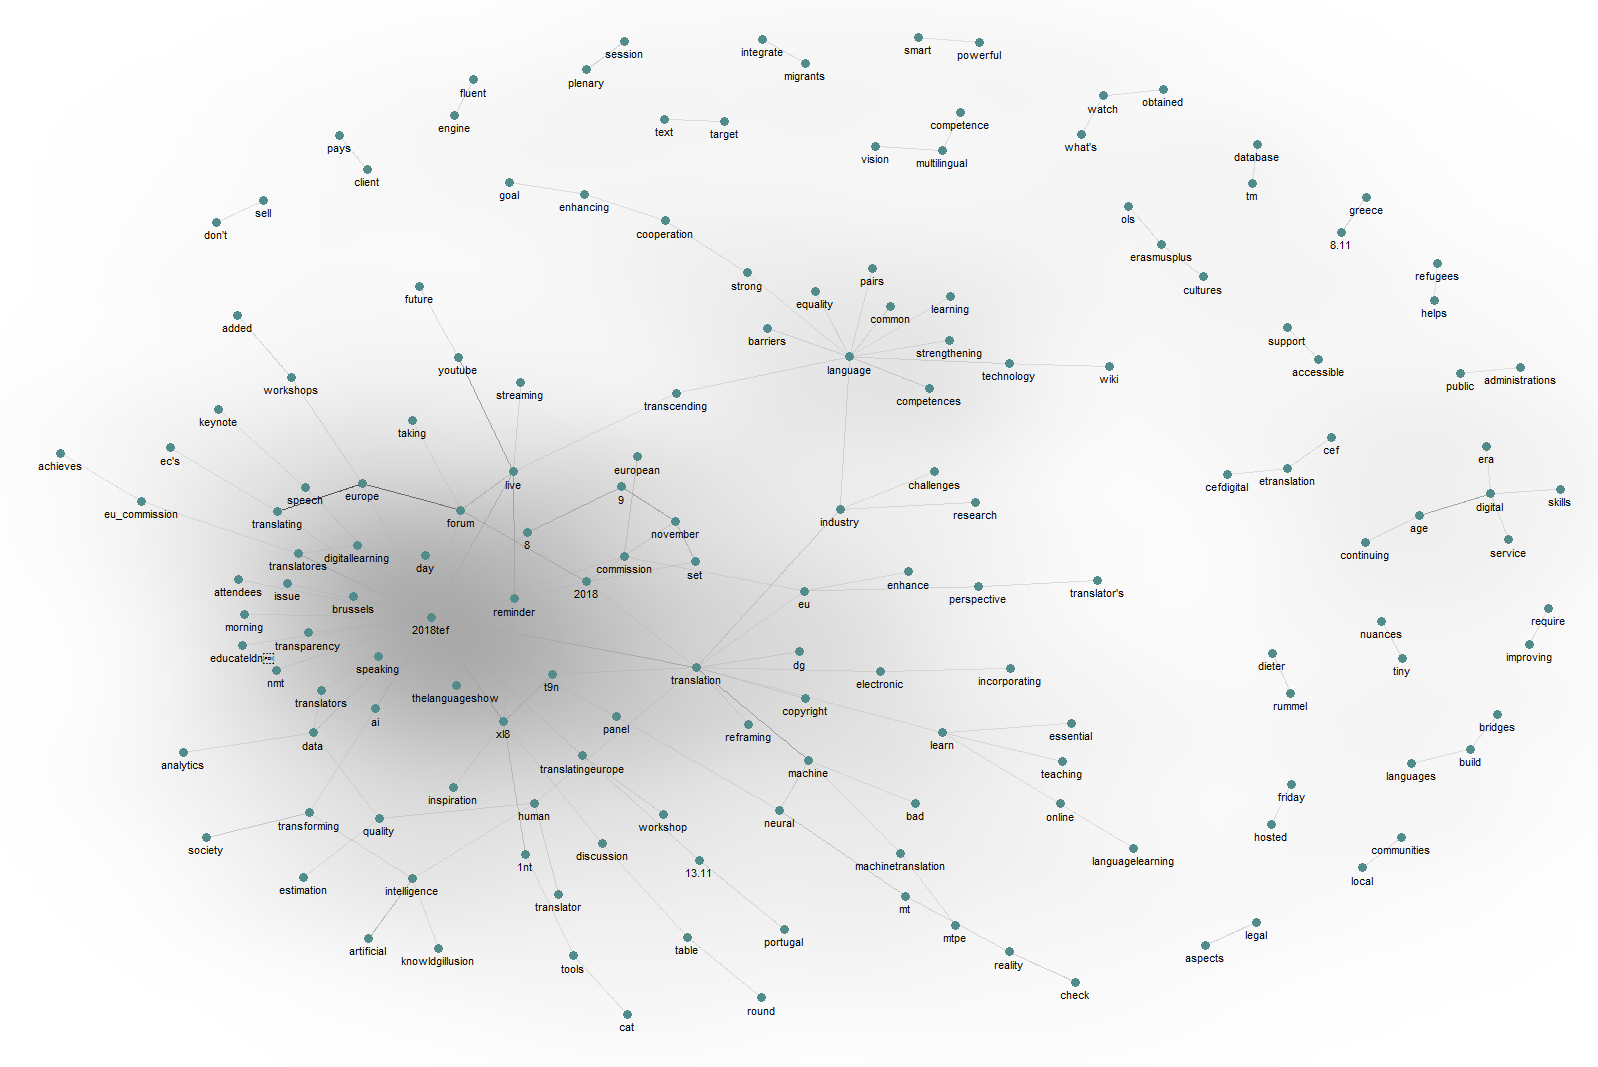 session
integrate
smart
powerful
plenary
migrants
fluent
engine
text
target
competence
watch
obtained
what's
pays
client
vision
multilingual
database
tm
goal
enhancing
cooperation
sell
don't
ols
erasmusplus
cultures
greece
8.11
refugees
helps
future
added
strong
pairs
equality
common
learning
barriers
strengthening
language
technology
wiki
competences
support
accessible
public
administrations
youtube
workshops
streaming
transcending
keynote
taking
achieves
ec's
european
live
challenges
cef
cefdigital
etranslation
era
digital
skills
age
service
continuing
speech
europe
eu_commission
translating
forum
9
november
8
industry
research
translatores
digitallearning
day
commission
set
attendees
issue
brussels
reminder
2018
eu
enhance
perspective
translator's
morning
2018tef
transparency
educateldn
speaking
nmt
translation
dg
electronic
incorporating
nuances
tiny
require
improving
dieter
rummel
translators
thelanguageshow
t9n
copyright
ai
xl8
panel
reframing
learn
essential
data
analytics
translatingeurope
machine
teaching
bridges
build
languages
inspiration
transforming
quality
human
workshop
neural
bad
online
friday
hosted
society
discussion
languagelearning
communities
local
1nt
13.11
machinetranslation
estimation
intelligence
translator
mt
artificial
knowldgillusion
tools
table
portugal
mtpe
reality
check
legal
aspects
cat
round